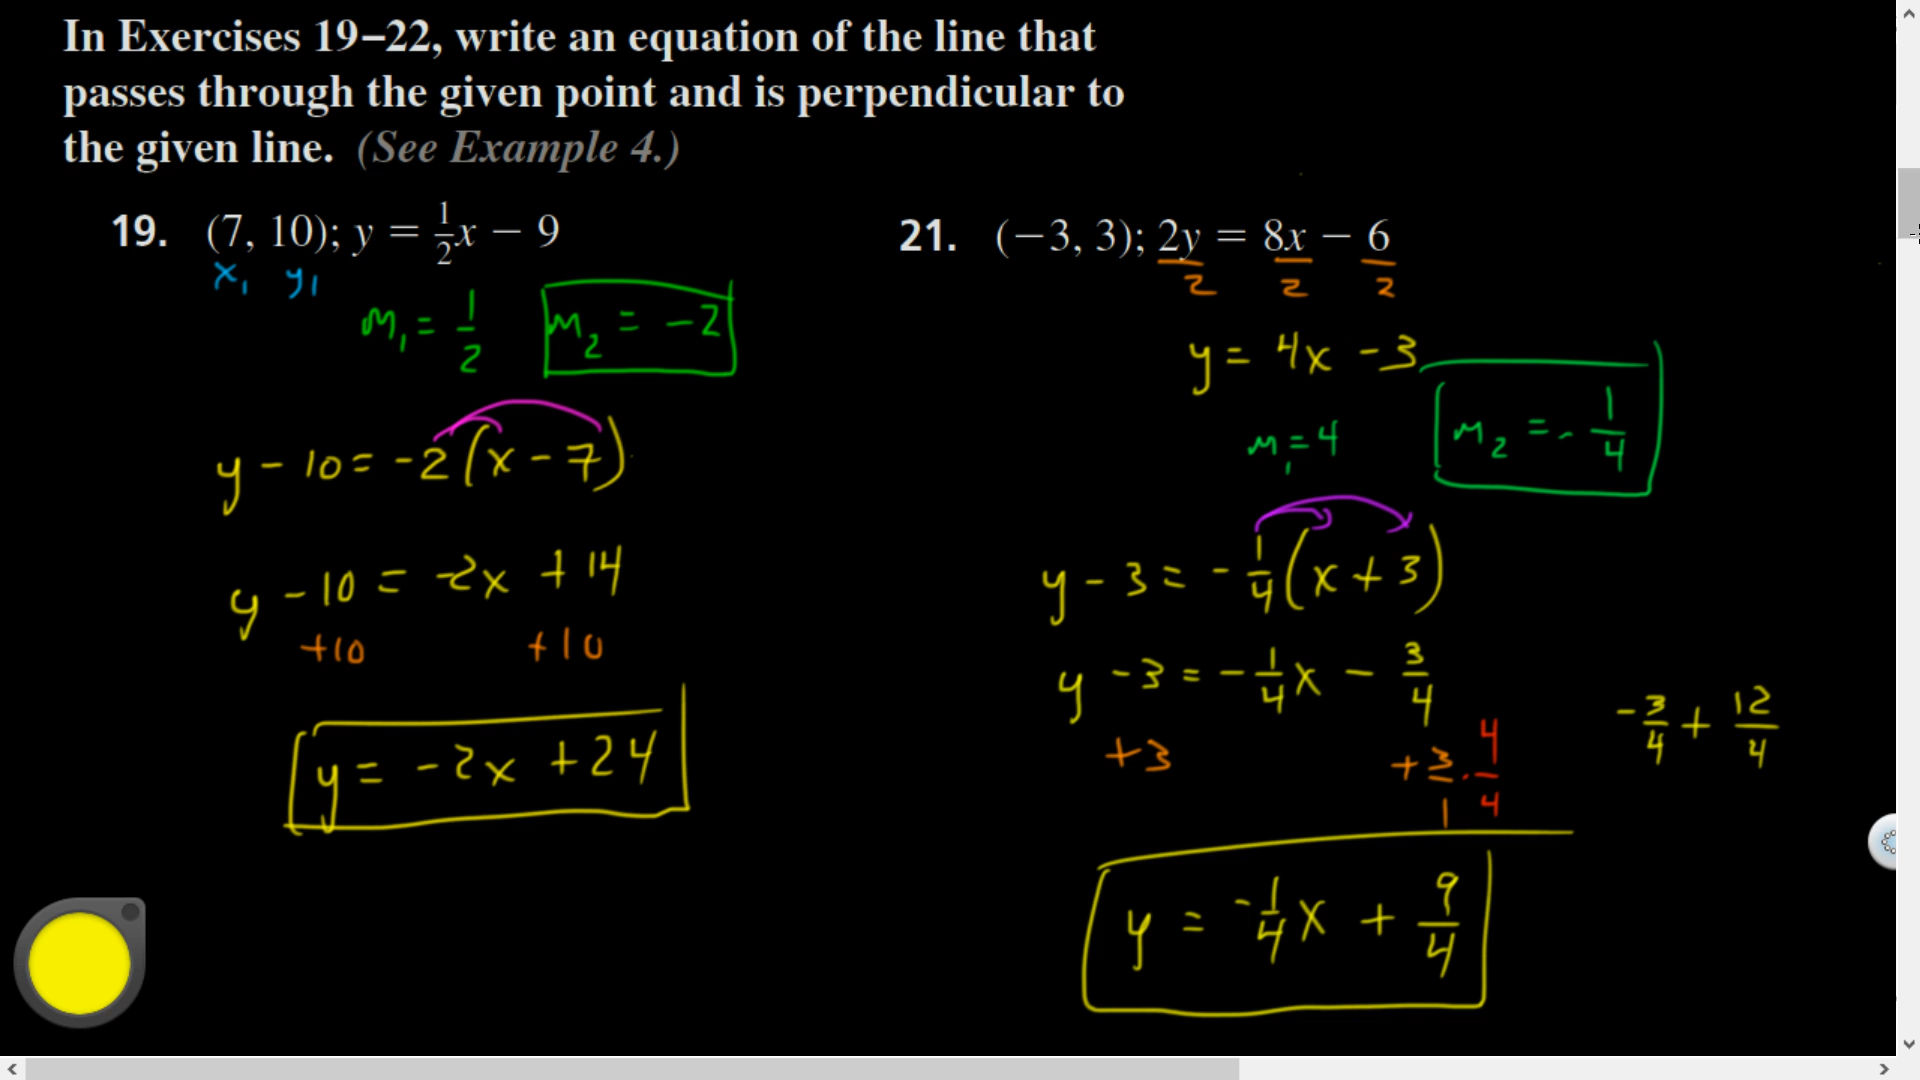 In Exercises 19–22, write an equation of the line that
passes through the given point and is perpendicular to
the given line. (See Example 4.)
19. (7, 10); y = 1/2 x − 9
x₁ y₁
m₁ = 1/2
m₂ = -2
y - 10 = -2(x - 7)
y - 10 = -2x + 14
+10 +10
y = -2x + 24
21. (−3, 3); 2y = 8x − 6
2 2 2
y = 4x - 3
m₁ = 4
m₂ = - 1/4
y - 3 = - 1/4 (x + 3)
y - 3 = - 1/4 x - 3/4
+3 + 3/1 · 4/4
- 3/4 + 12/4
y = - 1/4 x + 9/4